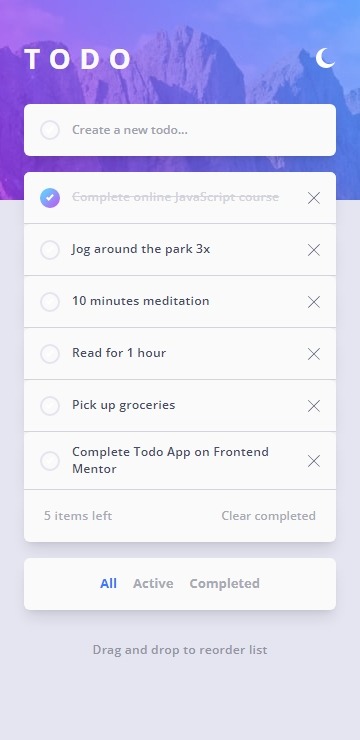 TODO
Create a new todo...
Complete online JavaScript course
Jog around the park 3x
10 minutes meditation
Read for 1 hour
Pick up groceries
Complete Todo App on Frontend
Mentor
5 items left Clear completed
All Active Completed
Drag and drop to reorder list